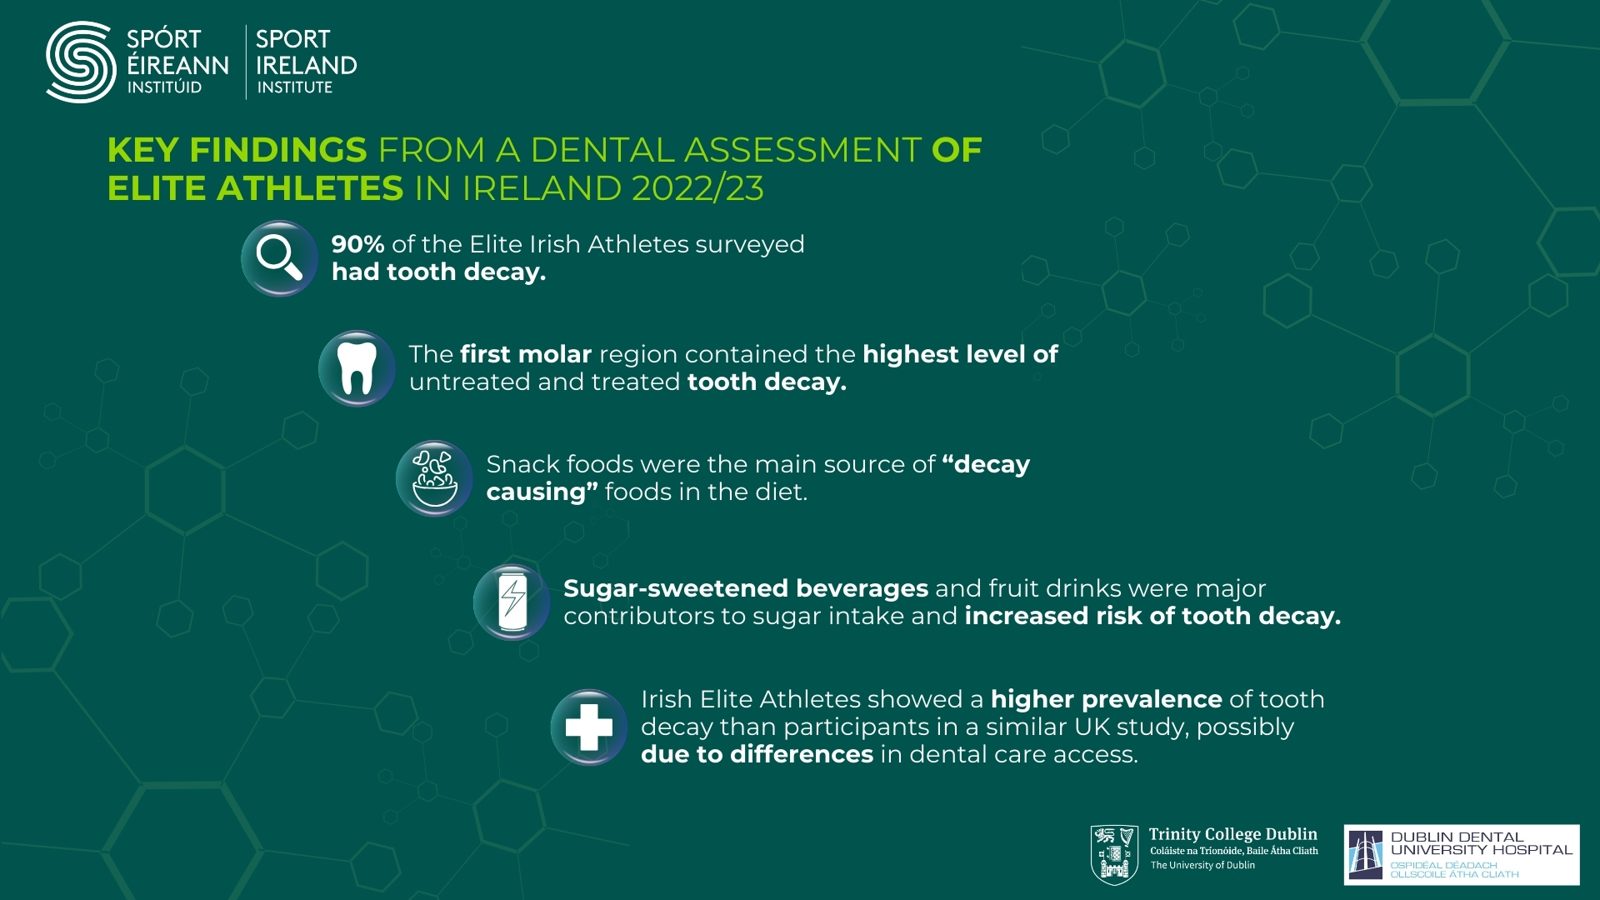 SPÓRT
ÉIREANN
INSTITIÚID
SPORT
IRELAND
INSTITUTE
KEY FINDINGS FROM A DENTAL ASSESSMENT OF
ELITE ATHLETES IN IRELAND 2022/23
90% of the Elite Irish Athletes surveyed
had tooth decay.
The first molar region contained the highest level of
untreated and treated tooth decay.
Snack foods were the main source of “decay
causing” foods in the diet.
Sugar-sweetened beverages and fruit drinks were major
contributors to sugar intake and increased risk of tooth decay.
Irish Elite Athletes showed a higher prevalence of tooth
decay than participants in a similar UK study, possibly
due to differences in dental care access.
Trinity College Dublin
Coláiste na Tríonóide, Baile Átha Cliath
The University of Dublin
DUBLIN DENTAL
UNIVERSITY HOSPITAL
OSPIDÉAL DÉADACH
OLLSCOILE ÁTHA CLIATH